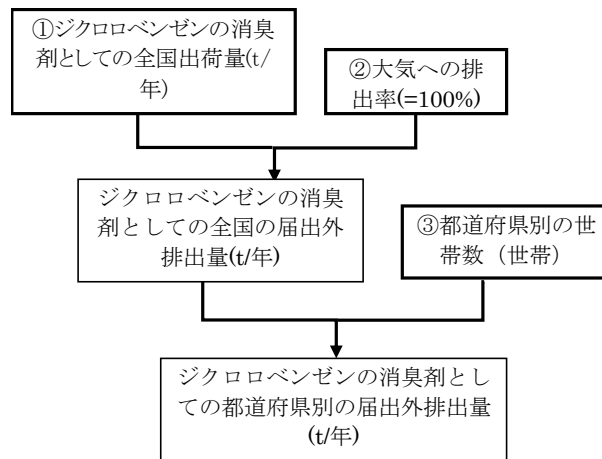 ①ジクロロベンゼンの消臭
剤としての全国出荷量(t/
年)
②大気への排
出率(=100%)
ジクロロベンゼンの消臭
剤としての全国の届出外
排出量(t/年)
③都道府県別の世
帯数（世帯）
ジクロロベンゼンの消臭剤とし
ての都道府県別の届出外排出量
(t/年)